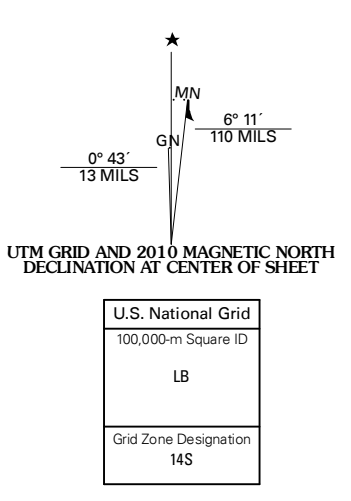 ★
MN
GN
6° 11´
110 MILS
0° 43´
13 MILS
UTM GRID AND 2010 MAGNETIC NORTH
DECLINATION AT CENTER OF SHEET
U.S. National Grid
100,000-m Square ID
LB
Grid Zone Designation
14S